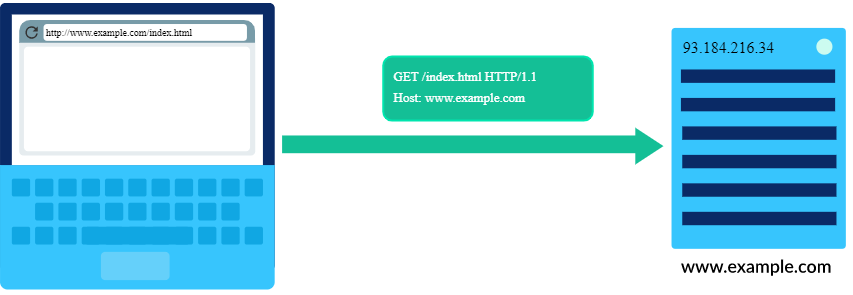 http://www.example.com/index.html
GET /index.html HTTP/1.1
Host: www.example.com
93.184.216.34
www.example.com